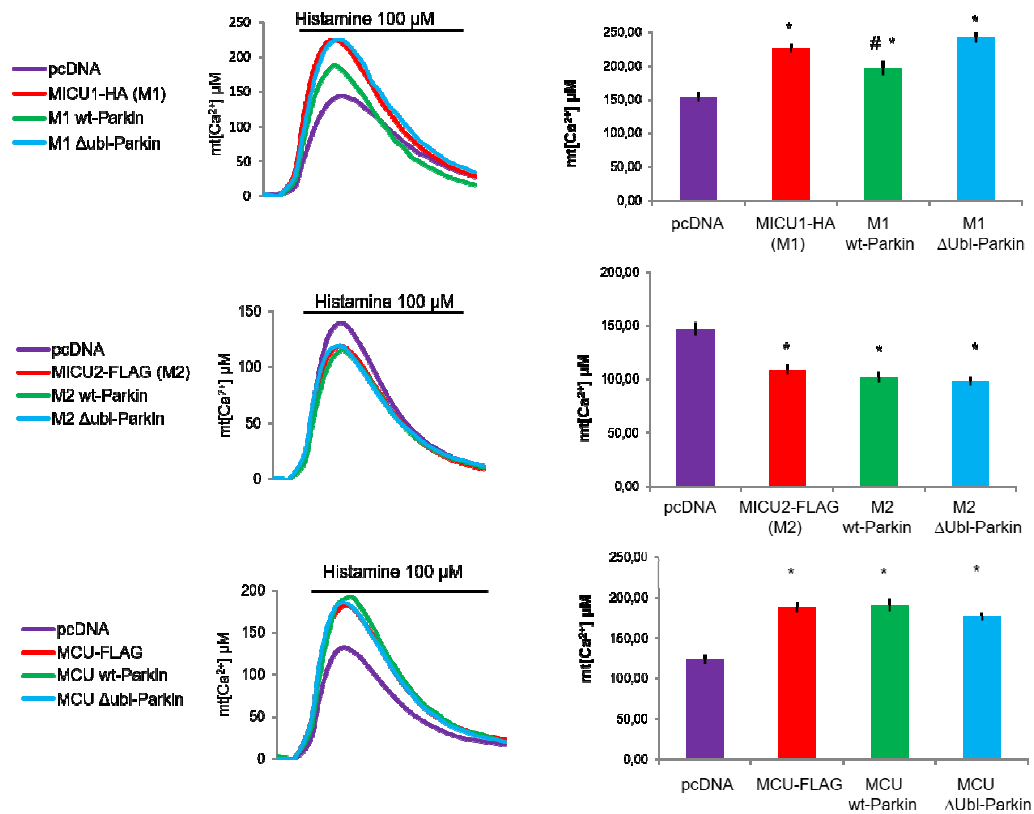 Histamine 100 µM
pcDNA
MICU1-HA (M1)
M1 wt-Parkin
M1 Δubl-Parkin
mt[Ca²⁺] µM
250
200
150
100
50
0
mt[Ca²⁺] µM
250,00
200,00
150,00
100,00
50,00
0,00
*
# *
*
pcDNA
MICU1-HA
(M1)
M1
wt-Parkin
M1
ΔUbl-Parkin
Histamine 100 µM
pcDNA
MICU2-FLAG (M2)
M2 wt-Parkin
M2 Δubl-Parkin
mt[Ca²⁺] µM
150
100
50
0
mt[Ca²⁺] µM
200,00
150,00
100,00
50,00
0,00
*
*
*
pcDNA
MICU2-FLAG
(M2)
M2
wt-Parkin
M2
ΔUbl-Parkin
Histamine 100 µM
pcDNA
MCU-FLAG
MCU wt-Parkin
MCU Δubl-Parkin
mt[Ca²⁺] µM
200
150
100
50
0
mt[Ca²⁺] µM
250,00
200,00
150,00
100,00
50,00
0,00
*
*
*
pcDNA
MCU-FLAG
MCU
wt-Parkin
MCU
ΔUbl-Parkin